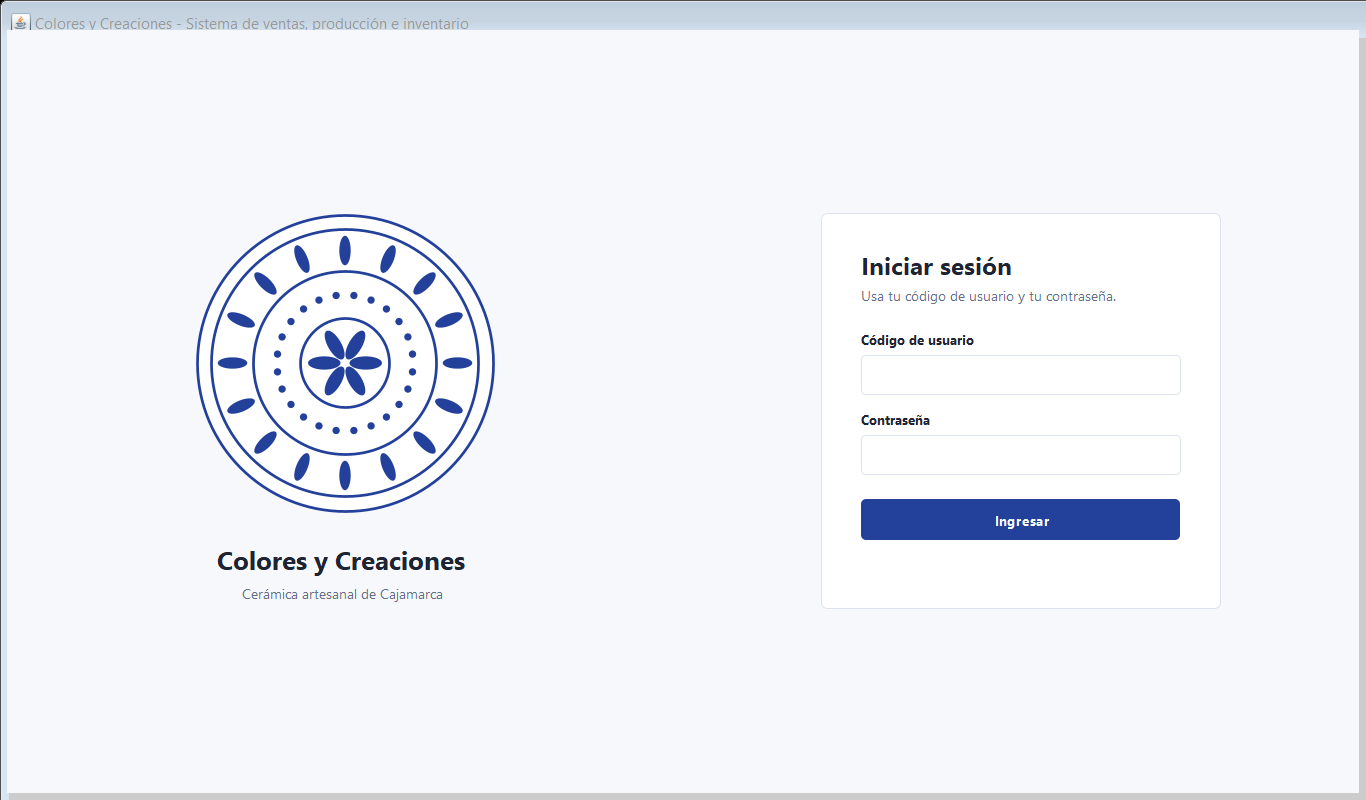 Colores y Creaciones - Sistema de ventas, producción e inventario
Colores y Creaciones
Cerámica artesanal de Cajamarca
Iniciar sesión
Usa tu código de usuario y tu contraseña.
Código de usuario
Contraseña
Ingresar